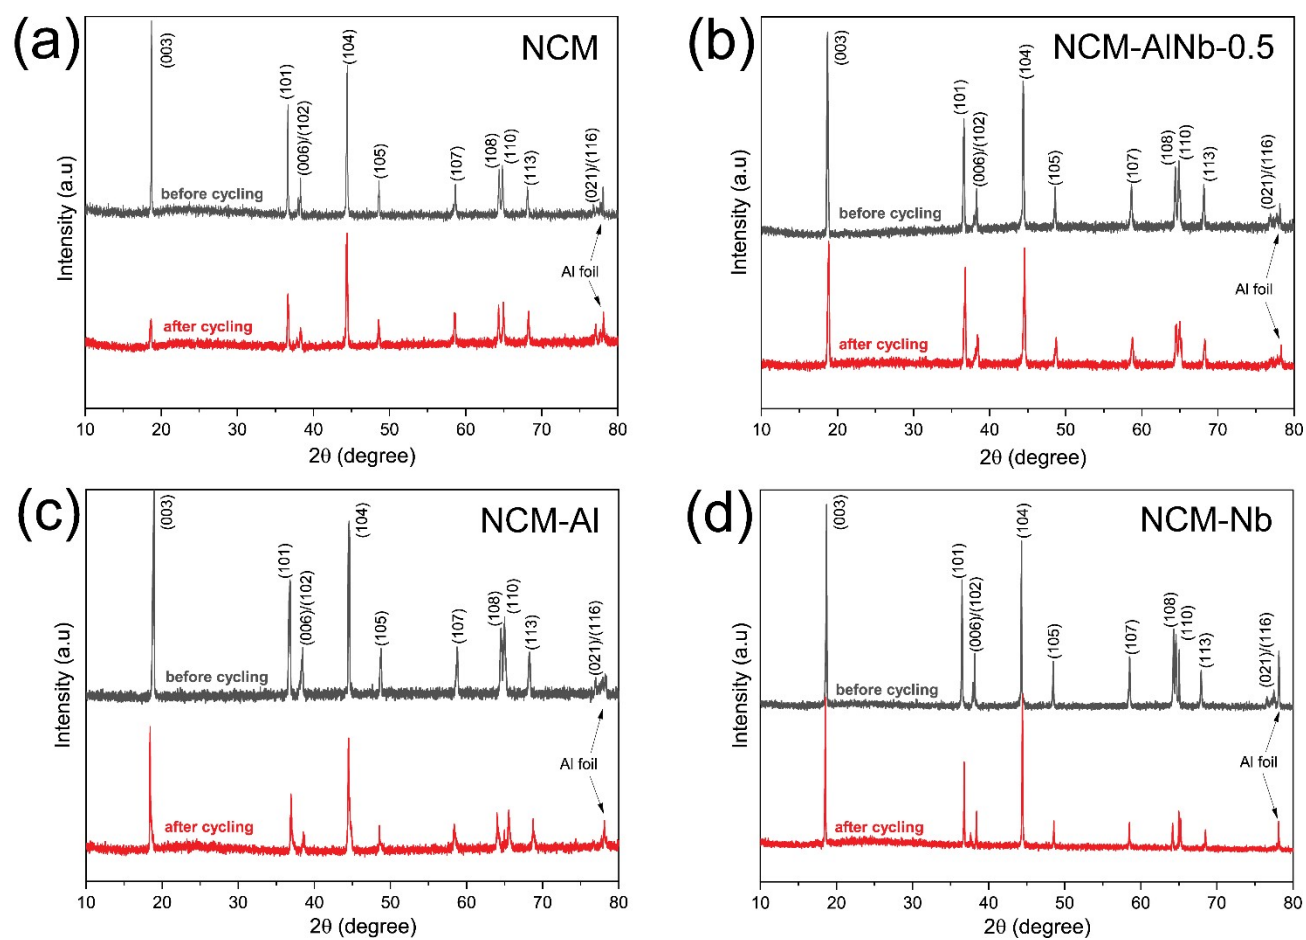 (a)
NCM
(003)
(101)
(006)/(102)
(104)
(105)
(107)
(108)
(110)
(113)
(021)/(116)
before cycling
Al foil
after cycling
Intensity (a.u)
10 20 30 40 50 60 70 80
2θ (degree)
(b)
NCM-AlNb-0.5
(003)
(101)
(006)/(102)
(104)
(105)
(107)
(108)
(110)
(113)
(021)/(116)
before cycling
Al foil
after cycling
Intensity (a.u)
10 20 30 40 50 60 70 80
2θ (degree)
(c)
NCM-Al
(003)
(101)
(006)/(102)
(104)
(105)
(107)
(108)
(110)
(113)
(021)/(116)
before cycling
Al foil
after cycling
Intensity (a.u)
10 20 30 40 50 60 70 80
2θ (degree)
(d)
NCM-Nb
(003)
(101)
(006)/(102)
(104)
(105)
(107)
(108)
(110)
(113)
(021)/(116)
before cycling
Al foil
after cycling
Intensity (a.u)
10 20 30 40 50 60 70 80
2θ (degree)